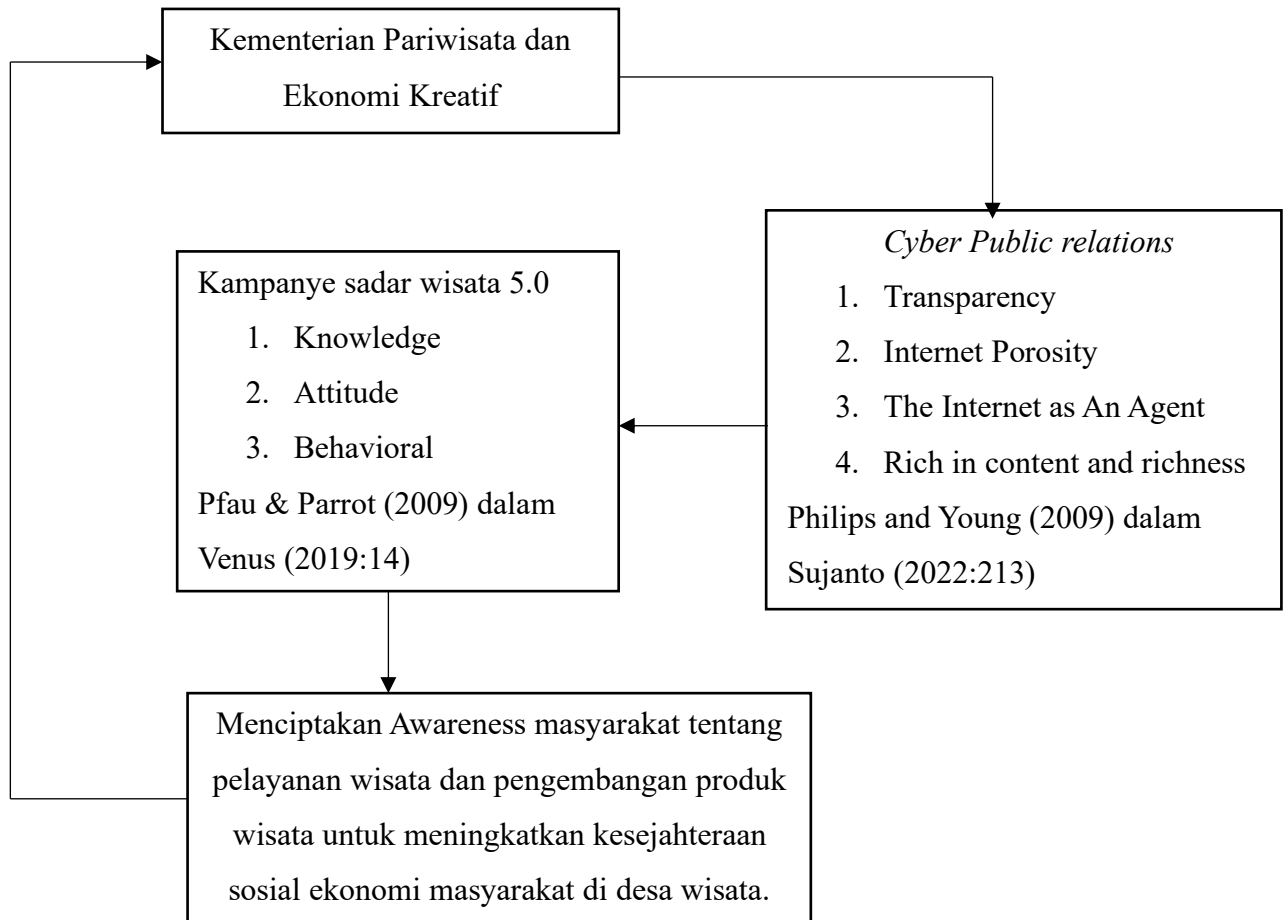 Kementerian Pariwisata dan
Ekonomi Kreatif
Cyber Public relations
1. Transparency
2. Internet Porosity
3. The Internet as An Agent
4. Rich in content and richness
Philips and Young (2009) dalam
Sujanto (2022:213)
Kampanye sadar wisata 5.0
1. Knowledge
2. Attitude
3. Behavioral
Pfau & Parrot (2009) dalam
Venus (2019:14)
Menciptakan Awareness masyarakat tentang
pelayanan wisata dan pengembangan produk
wisata untuk meningkatkan kesejahteraan
sosial ekonomi masyarakat di desa wisata.